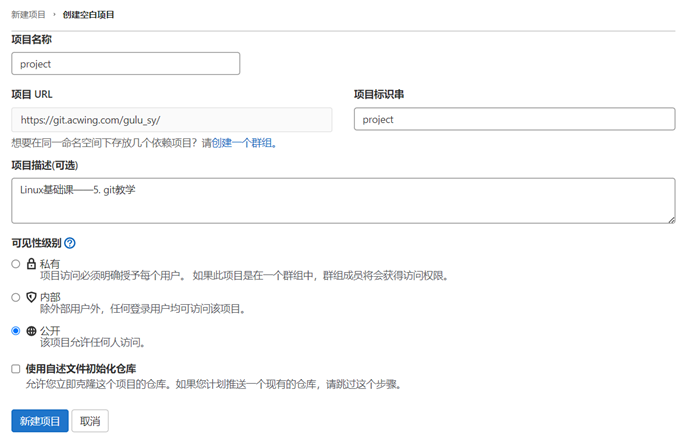 新建项目 › 创建空白项目
项目名称
project
项目 URL
项目标识串
https://git.acwing.com/gulu_sy/
project
想要在同一命名空间下存放几个依赖项目？请创建一个群组。
项目描述(可选)
Linux基础课——5. git教学
可见性级别 ?
私有
项目访问必须明确授予每个用户。 如果此项目是在一个群组中，群组成员将会获得访问权限。
内部
除外部用户外，任何登录用户均可访问该项目。
公开
该项目允许任何人访问。
使用自述文件初始化仓库
允许您立即克隆这个项目的仓库。如果您计划推送一个现有的仓库，请跳过这个步骤。
新建项目 取消